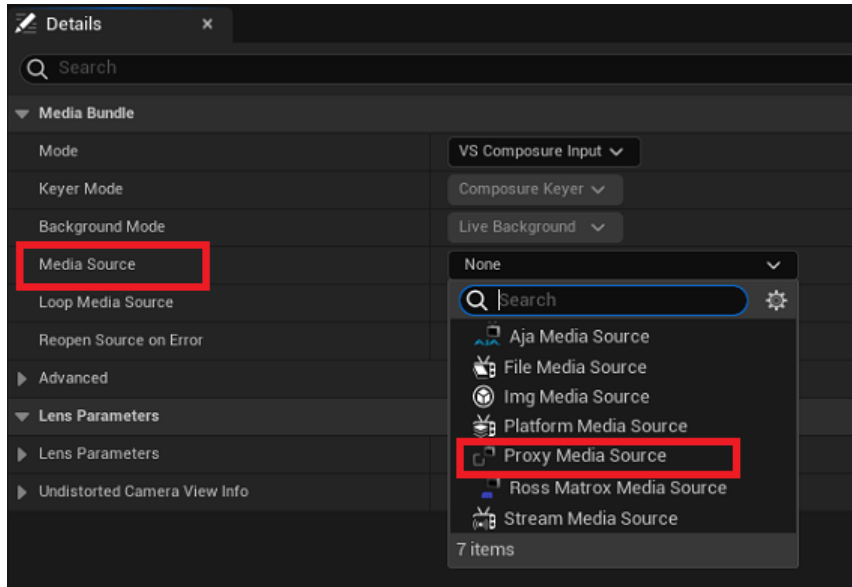 Details
Search
Media Bundle
Mode VS Composure Input
Keyer Mode Composure Keyer
Background Mode Live Background
Media Source None
Loop Media Source
Search
Reopen Source on Error
AJA Aja Media Source
File Media Source
Advanced
Img Media Source
Lens Parameters
Platform Media Source
Lens Parameters
Proxy Media Source
Undistorted Camera View Info
Ross Matrox Media Source
Stream Media Source
7 items